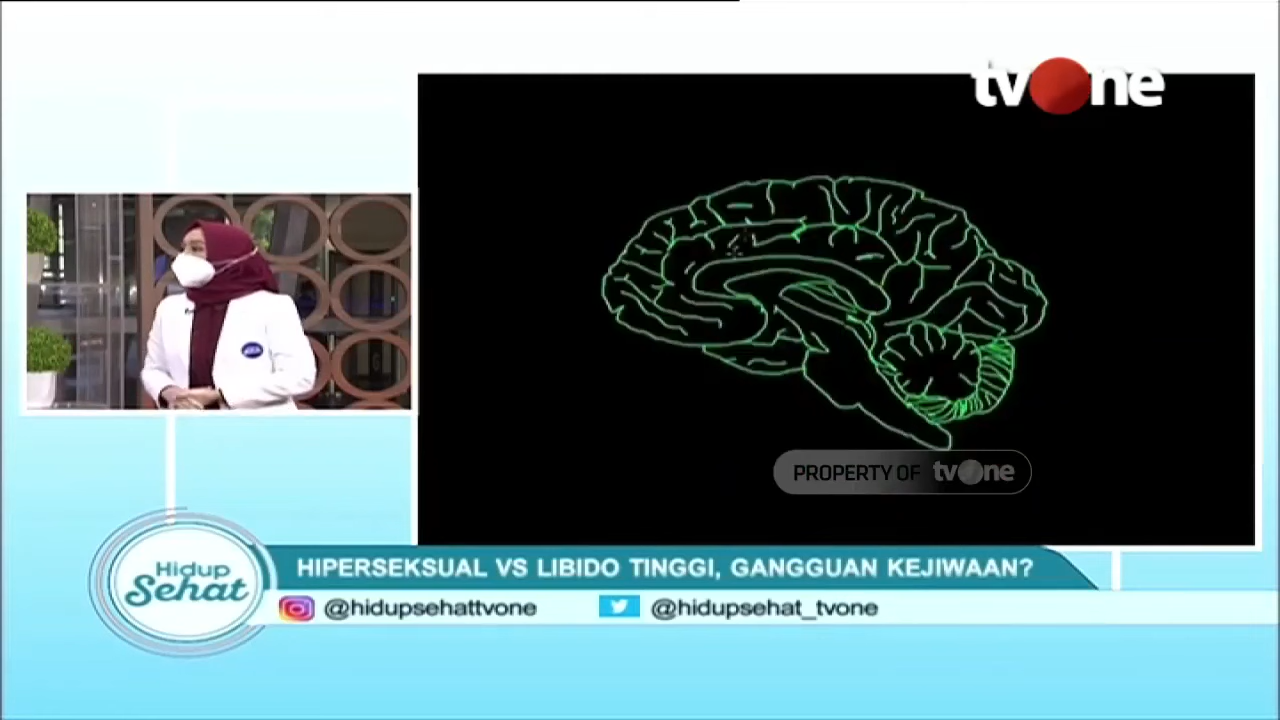 tvOne
PROPERTY OF tvOne
HIPERSEKSUAL VS LIBIDO TINGGI, GANGGUAN KEJIWAAN?
Hidup
Sehat
@hidupsehattvone @hidupsehat_tvone